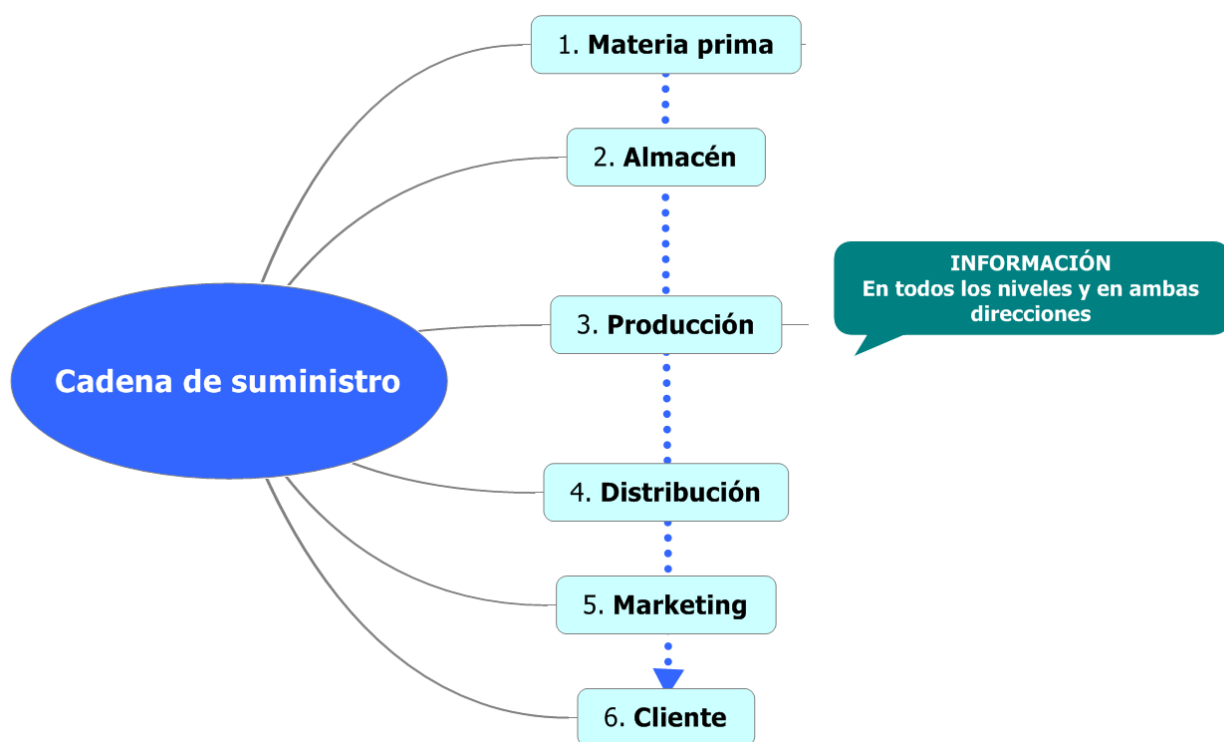 1. Materia prima
2. Almacén
INFORMACIÓN
En todos los niveles y en ambas
direcciones
3. Producción
Cadena de suministro
4. Distribución
5. Marketing
6. Cliente